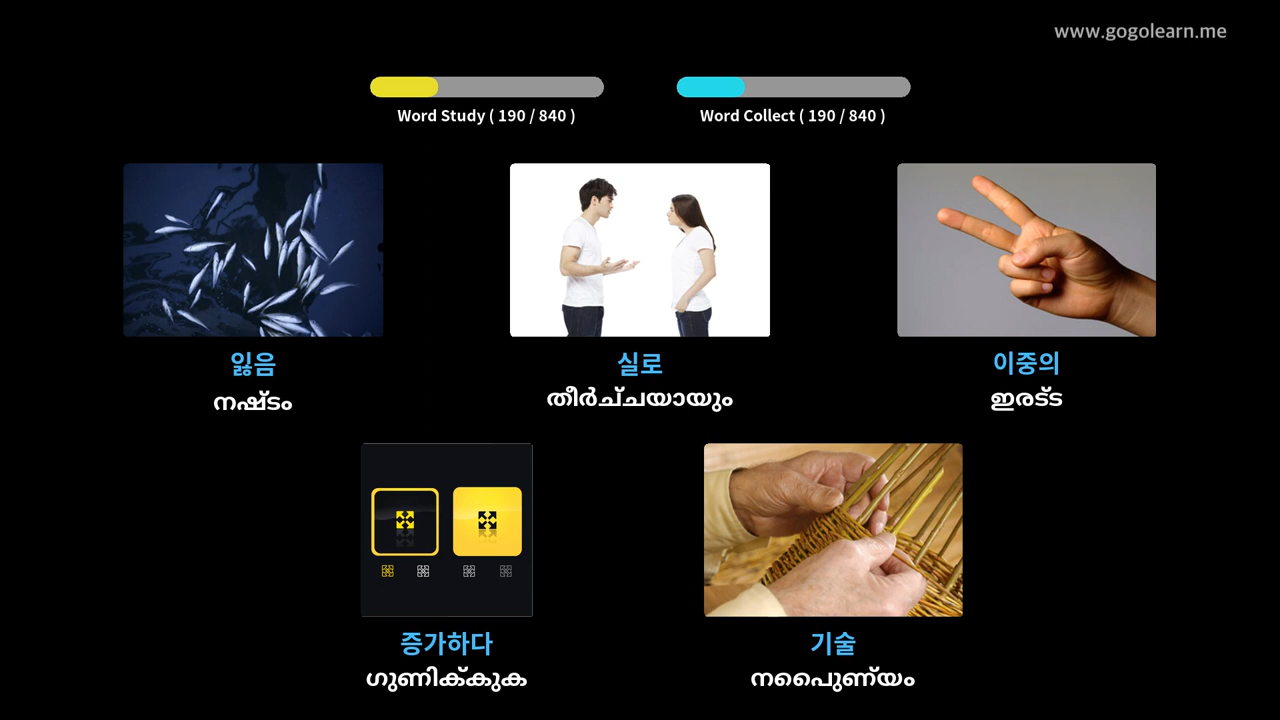 www.gogolearn.me
Word Study ( 190 / 840 )
Word Collect ( 190 / 840 )
잃음
നഷ്ടം
실로
തീർച്ചയായും
이중의
ഇരട്ട
증가하다
ഗുണിക്കുക
기술
നൈപുണ്യം